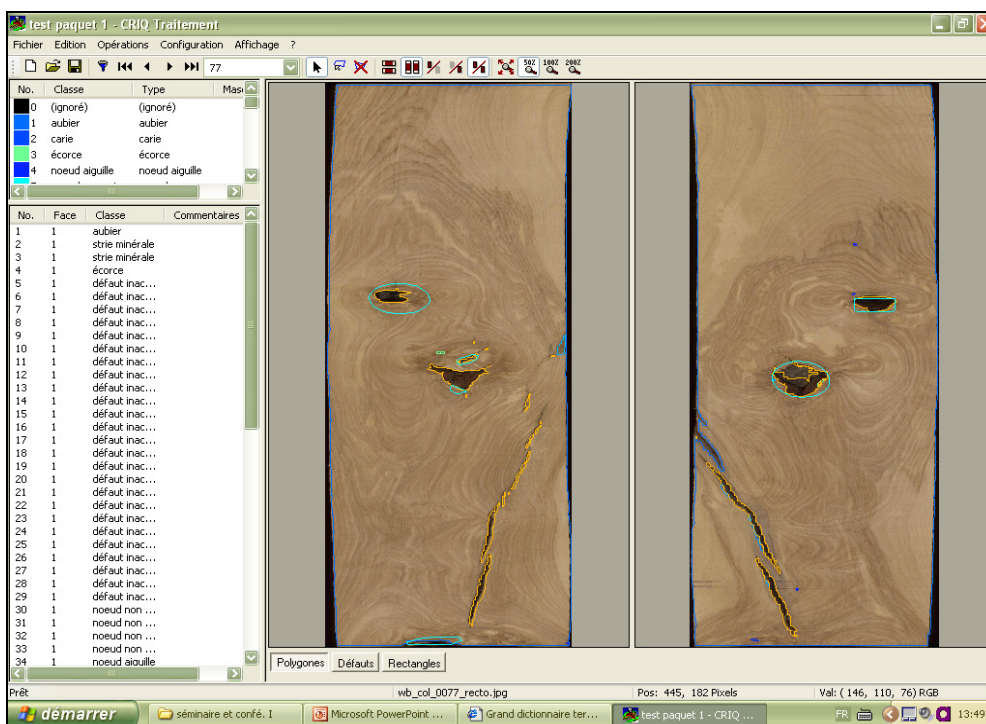 test paquet 1 - CRIQ Traitement
Fichier Edition Opérations Configuration Affichage ?
77 50% 100% 200%
No. Classe Type
0 (ignoré) (ignoré)
1 aubier aubier
2 carie carie
3 écorce écorce
4 noeud aiguille noeud aiguille
No. Face Classe Commentaires
1 1 aubier
2 1 strie minérale
3 1 strie minérale
4 1 écorce
5 1 défaut inac...
6 1 défaut inac...
7 1 défaut inac...
8 1 défaut inac...
9 1 défaut inac...
10 1 défaut inac...
11 1 défaut inac...
12 1 défaut inac...
13 1 défaut inac...
14 1 défaut inac...
15 1 défaut inac...
16 1 défaut inac...
17 1 défaut inac...
18 1 défaut inac...
19 1 défaut inac...
20 1 défaut inac...
21 1 défaut inac...
22 1 défaut inac...
23 1 défaut inac...
24 1 défaut inac...
25 1 défaut inac...
26 1 défaut inac...
27 1 défaut inac...
28 1 défaut inac...
29 1 défaut inac...
30 1 noeud non ...
31 1 noeud non ...
32 1 noeud non ...
33 1 noeud non ...
34 1 noeud aiguille
Polygones Défauts Rectangles
Prêt wb_col_0077_recto.jpg Pos: 445, 182 Pixels Val: ( 146, 110, 76) RGB
démarrer séminaire et confé. I Microsoft PowerPoint ... Grand dictionnaire ter... test paquet 1 - CRIQ ... FR 13:49